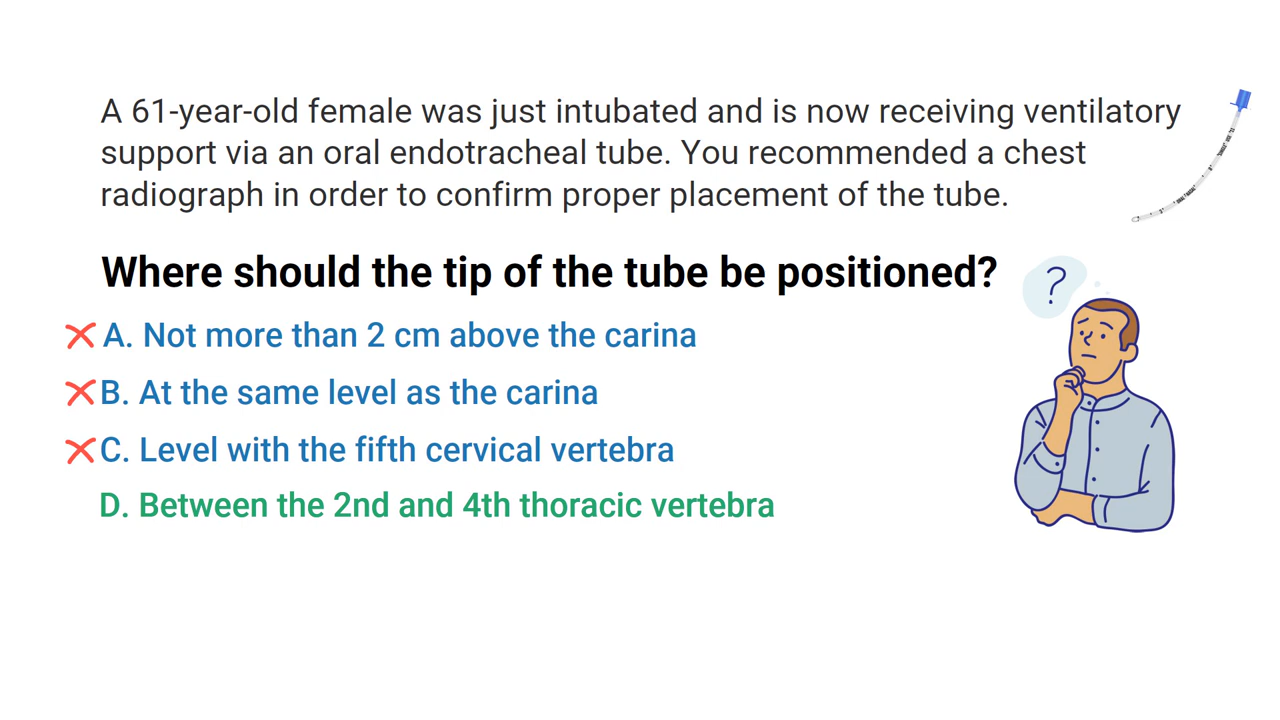 A 61-year-old female was just intubated and is now receiving ventilatory
support via an oral endotracheal tube. You recommended a chest
radiograph in order to confirm proper placement of the tube.
Where should the tip of the tube be positioned?
?
A. Not more than 2 cm above the carina
B. At the same level as the carina
C. Level with the fifth cervical vertebra
D. Between the 2nd and 4th thoracic vertebra